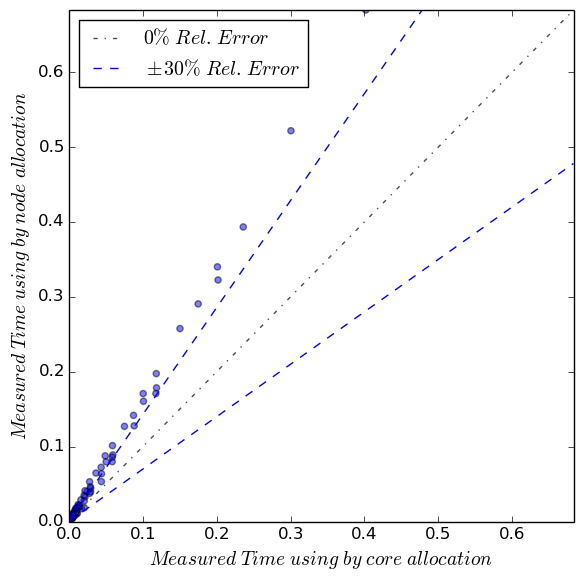 0% Rel. Error
±30% Rel. Error
Measured Time using by node allocation
0.6
0.5
0.4
0.3
0.2
0.1
0.0
0.0 0.1 0.2 0.3 0.4 0.5 0.6
Measured Time using by core allocation